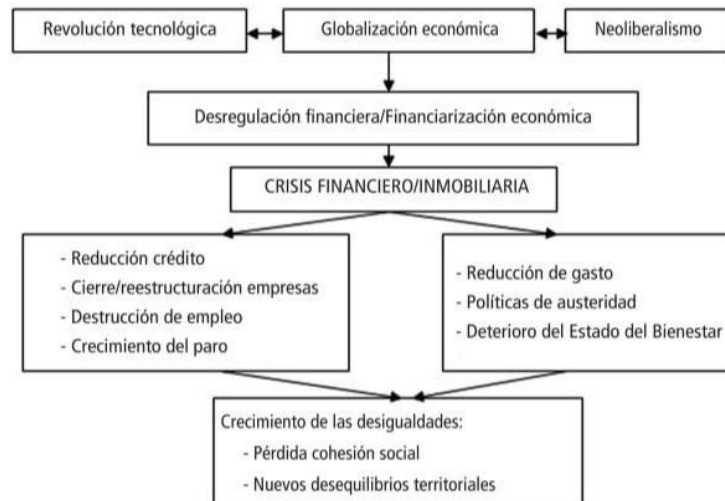 Revolución tecnológica
Globalización económica
Neoliberalismo
Desregulación financiera/Financiarización económica
CRISIS FINANCIERO/INMOBILIARIA
- Reducción crédito
- Cierre/reestructuración empresas
- Destrucción de empleo
- Crecimiento del paro
- Reducción de gasto
- Políticas de austeridad
- Deterioro del Estado del Bienestar
Crecimiento de las desigualdades:
- Pérdida cohesión social
- Nuevos desequilibrios territoriales